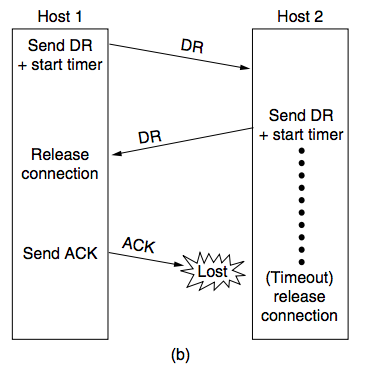 Host 1
Host 2
Send DR
+ start timer
DR
Send DR
+ start timer
DR
Release
connection
Send ACK
ACK
Lost
(Timeout)
release
connection
(b)